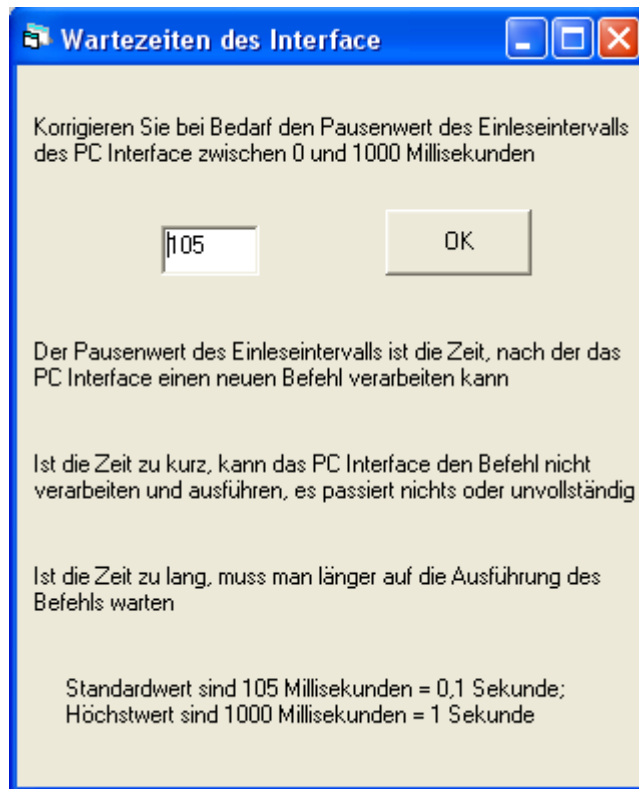 Wartezeiten des Interface
Korrigieren Sie bei Bedarf den Pausenwert des Einleseintervalls
des PC Interface zwischen 0 und 1000 Millisekunden
105
OK
Der Pausenwert des Einleseintervalls ist die Zeit, nach der das
PC Interface einen neuen Befehl verarbeiten kann
Ist die Zeit zu kurz, kann das PC Interface den Befehl nicht
verarbeiten und ausführen, es passiert nichts oder unvollständig
Ist die Zeit zu lang, muss man länger auf die Ausführung des
Befehls warten
Standardwert sind 105 Millisekunden = 0,1 Sekunde;
Höchstwert sind 1000 Millisekunden = 1 Sekunde